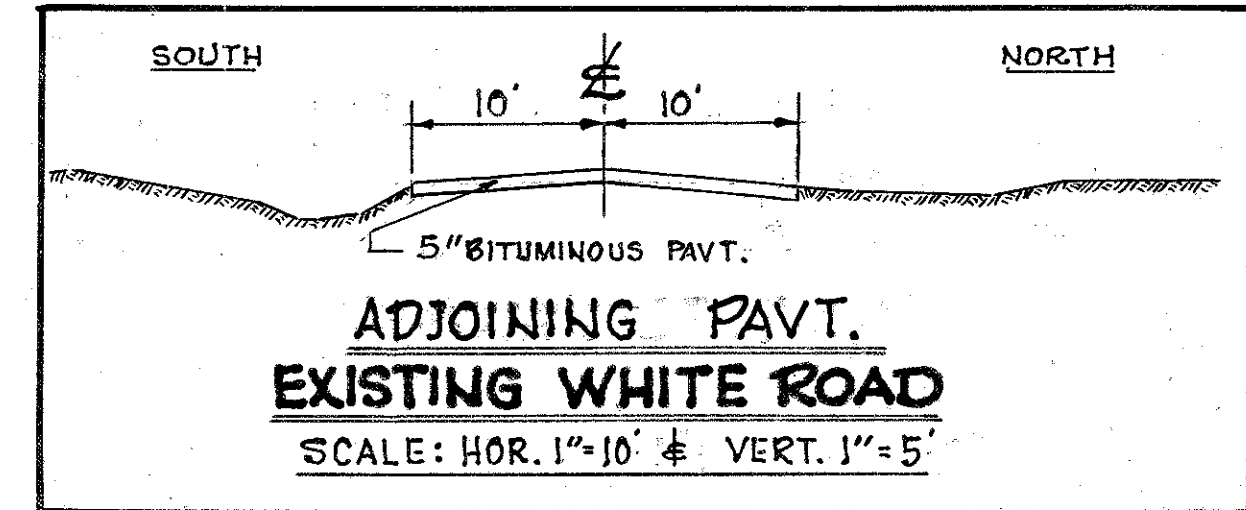 SOUTH
NORTH
℄
10'
10'
5" BITUMINOUS PAVT.
ADJOINING PAVT.
EXISTING WHITE ROAD
SCALE: HOR. 1"=10' & VERT. 1"=5'